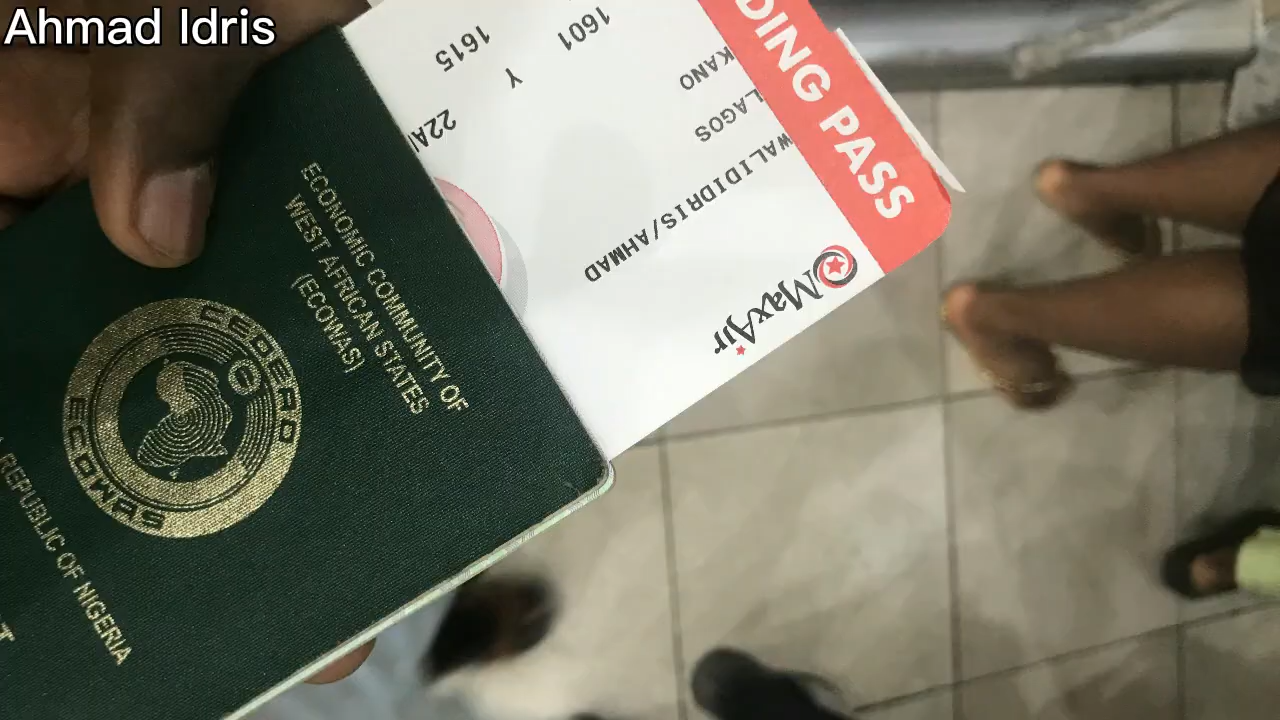 Ahmad Idris
ECONOMIC COMMUNITY OF
WEST AFRICAN STATES
(ECOWAS)
CEDEAO
ECOWAS
REPUBLIC OF NIGERIA
DING PASS
MaxAir
WALIDIDRIS/AHMAD
LAGOS
KANO
1601
1615
Y
22A